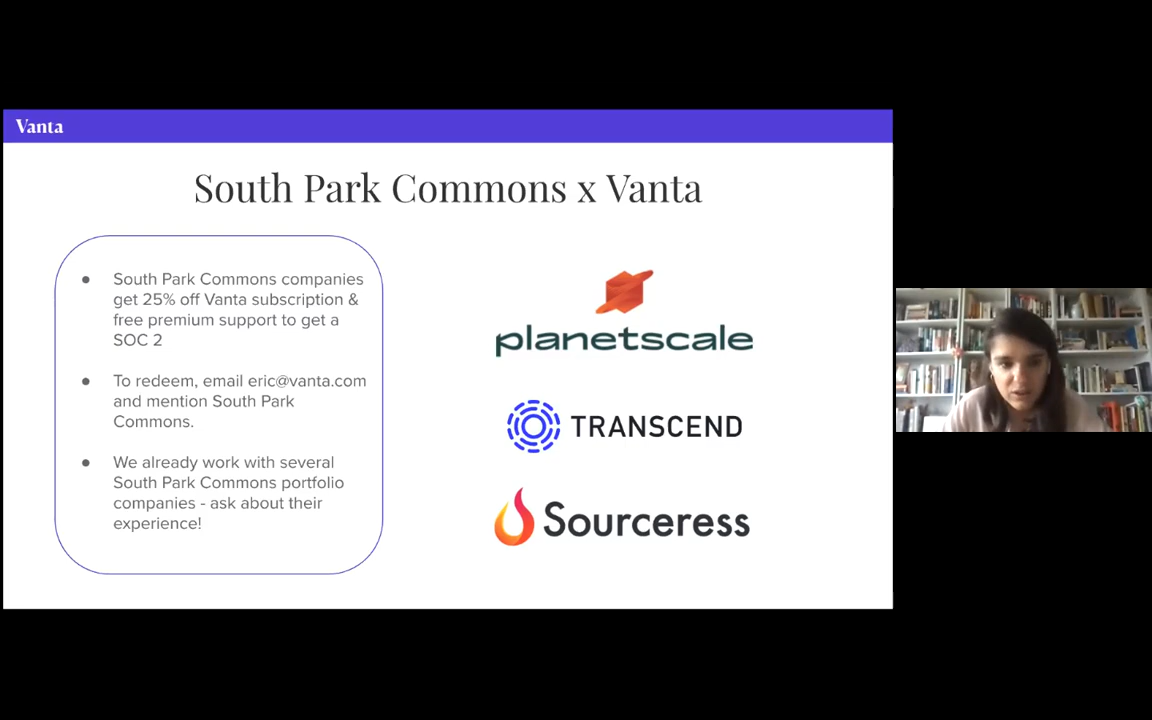 Vanta
South Park Commons x Vanta
● South Park Commons companies
get 25% off Vanta subscription &
free premium support to get a
SOC 2
● To redeem, email eric@vanta.com
and mention South Park
Commons.
● We already work with several
South Park Commons portfolio
companies - ask about their
experience!
planetscale
TRANSCEND
Sourceress